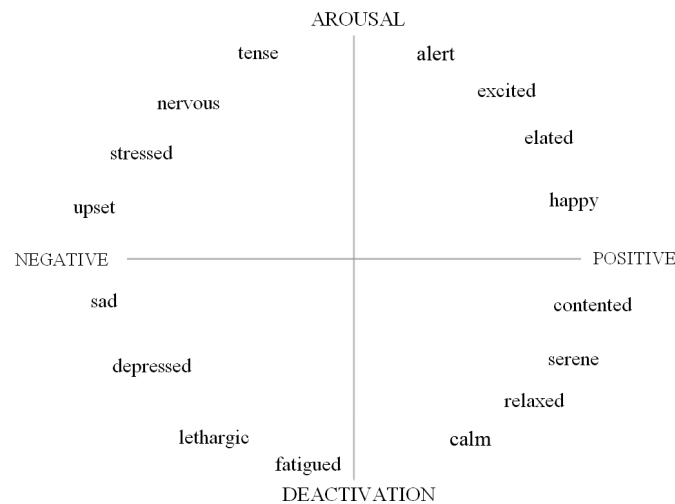 AROUSAL
tense alert
excited
nervous
elated
stressed
happy
upset
NEGATIVE POSITIVE
sad contented
serene
depressed
relaxed
lethargic calm
fatigued
DEACTIVATION